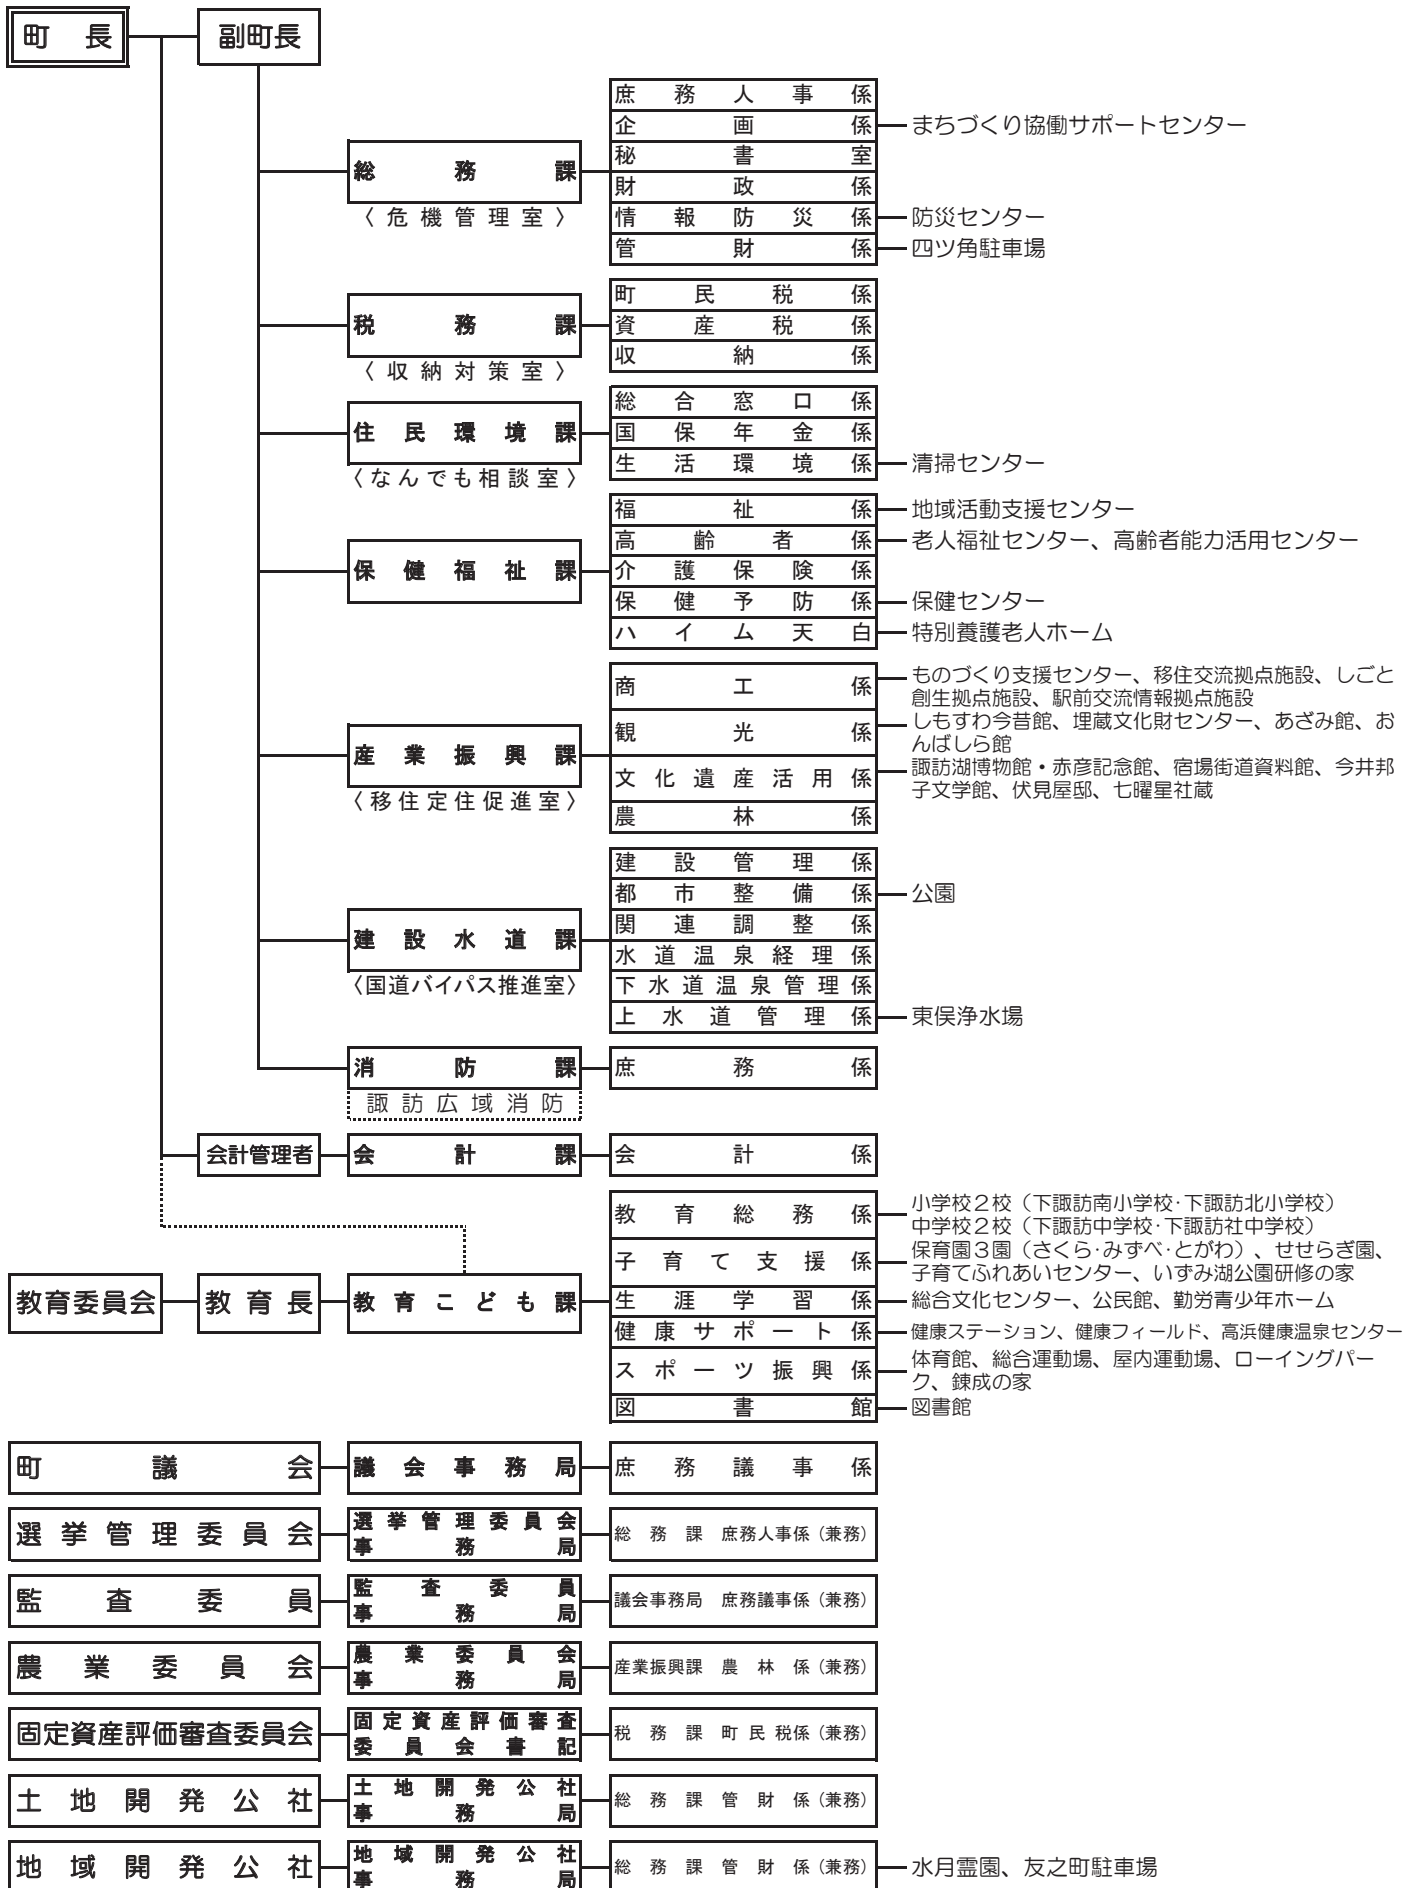 町長
副町長
総務課
〈危機管理室〉
庶務人事係
企画係
まちづくり協働サポートセンター
秘書室
財政係
情報防災係
防災センター
管財係
四ツ角駐車場
税務課
〈収納対策室〉
町民税係
資産税係
収納係
住民環境課
〈なんでも相談室〉
総合窓口係
国保年金係
生活環境係
清掃センター
保健福祉課
福祉係
地域活動支援センター
高齢者係
老人福祉センター、高齢者能力活用センター
介護保険係
保健予防係
保健センター
ハイム天白
特別養護老人ホーム
産業振興課
〈移住定住促進室〉
商工係
ものづくり支援センター、移住交流拠点施設、しごと
創生拠点施設、駅前交流情報拠点施設
観光係
しもすわ今昔館、埋蔵文化財センター、あざみ館、お
んばしら館
文化遺産活用係
諏訪湖博物館・赤彦記念館、宿場街道資料館、今井邦
子文学館、伏見屋邸、七曜星社蔵
農林係
建設水道課
〈国道バイパス推進室〉
建設管理係
都市整備係
公園
関連調整係
水道温泉経理係
下水道温泉管理係
上水道管理係
東俣浄水場
消防課
諏訪広域消防
庶務係
会計管理者
会計課
会計係
教育委員会
教育長
教育こども課
教育総務係
小学校2校（下諏訪南小学校･下諏訪北小学校）
中学校2校（下諏訪中学校･下諏訪社中学校）
子育て支援係
保育園3園（さくら･みずべ･とがわ）、せせらぎ園、
子育てふれあいセンター、いずみ湖公園研修の家
生涯学習係
総合文化センター、公民館、勤労青少年ホーム
健康サポート係
健康ステーション、健康フィールド、高浜健康温泉センター
スポーツ振興係
体育館、総合運動場、屋内運動場、ローイングパー
ク、錬成の家
図書館
図書館
町議会
議会事務局
庶務議事係
選挙管理委員会
選挙管理委員会
事務局
総務課 庶務人事係（兼務）
監査委員
監査委員
事務局
議会事務局 庶務議事係（兼務）
農業委員会
農業委員会
事務局
産業振興課 農林係（兼務）
固定資産評価審査委員会
固定資産評価審査
委員会書記
税務課 町民税係（兼務）
土地開発公社
土地開発公社
事務局
総務課 管財係（兼務）
地域開発公社
地域開発公社
事務局
総務課 管財係（兼務）
水月霊園、友之町駐車場